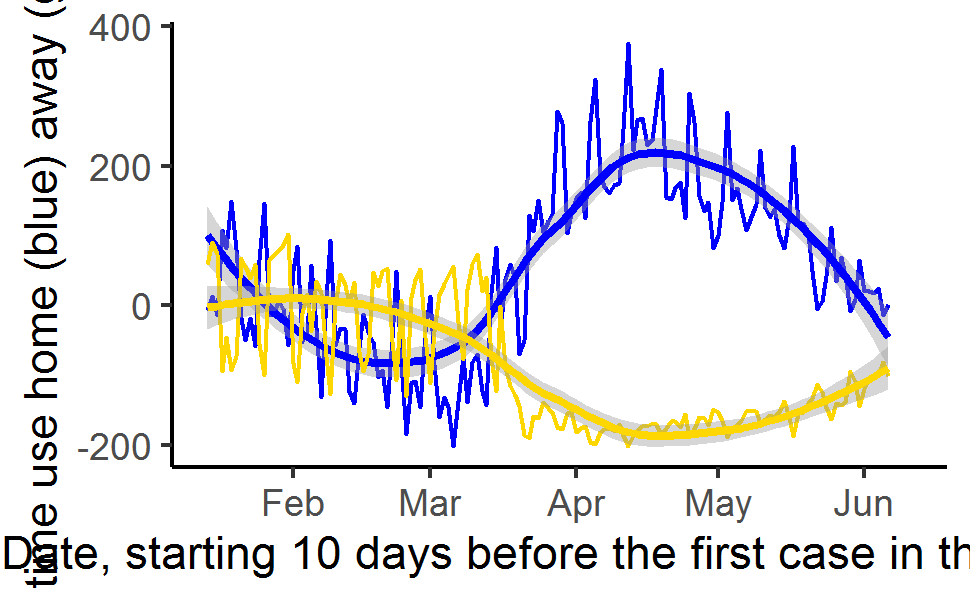 400
200
0
-200
time use home (blue) away (
Feb Mar Apr May Jun
Date, starting 10 days before the first case in th